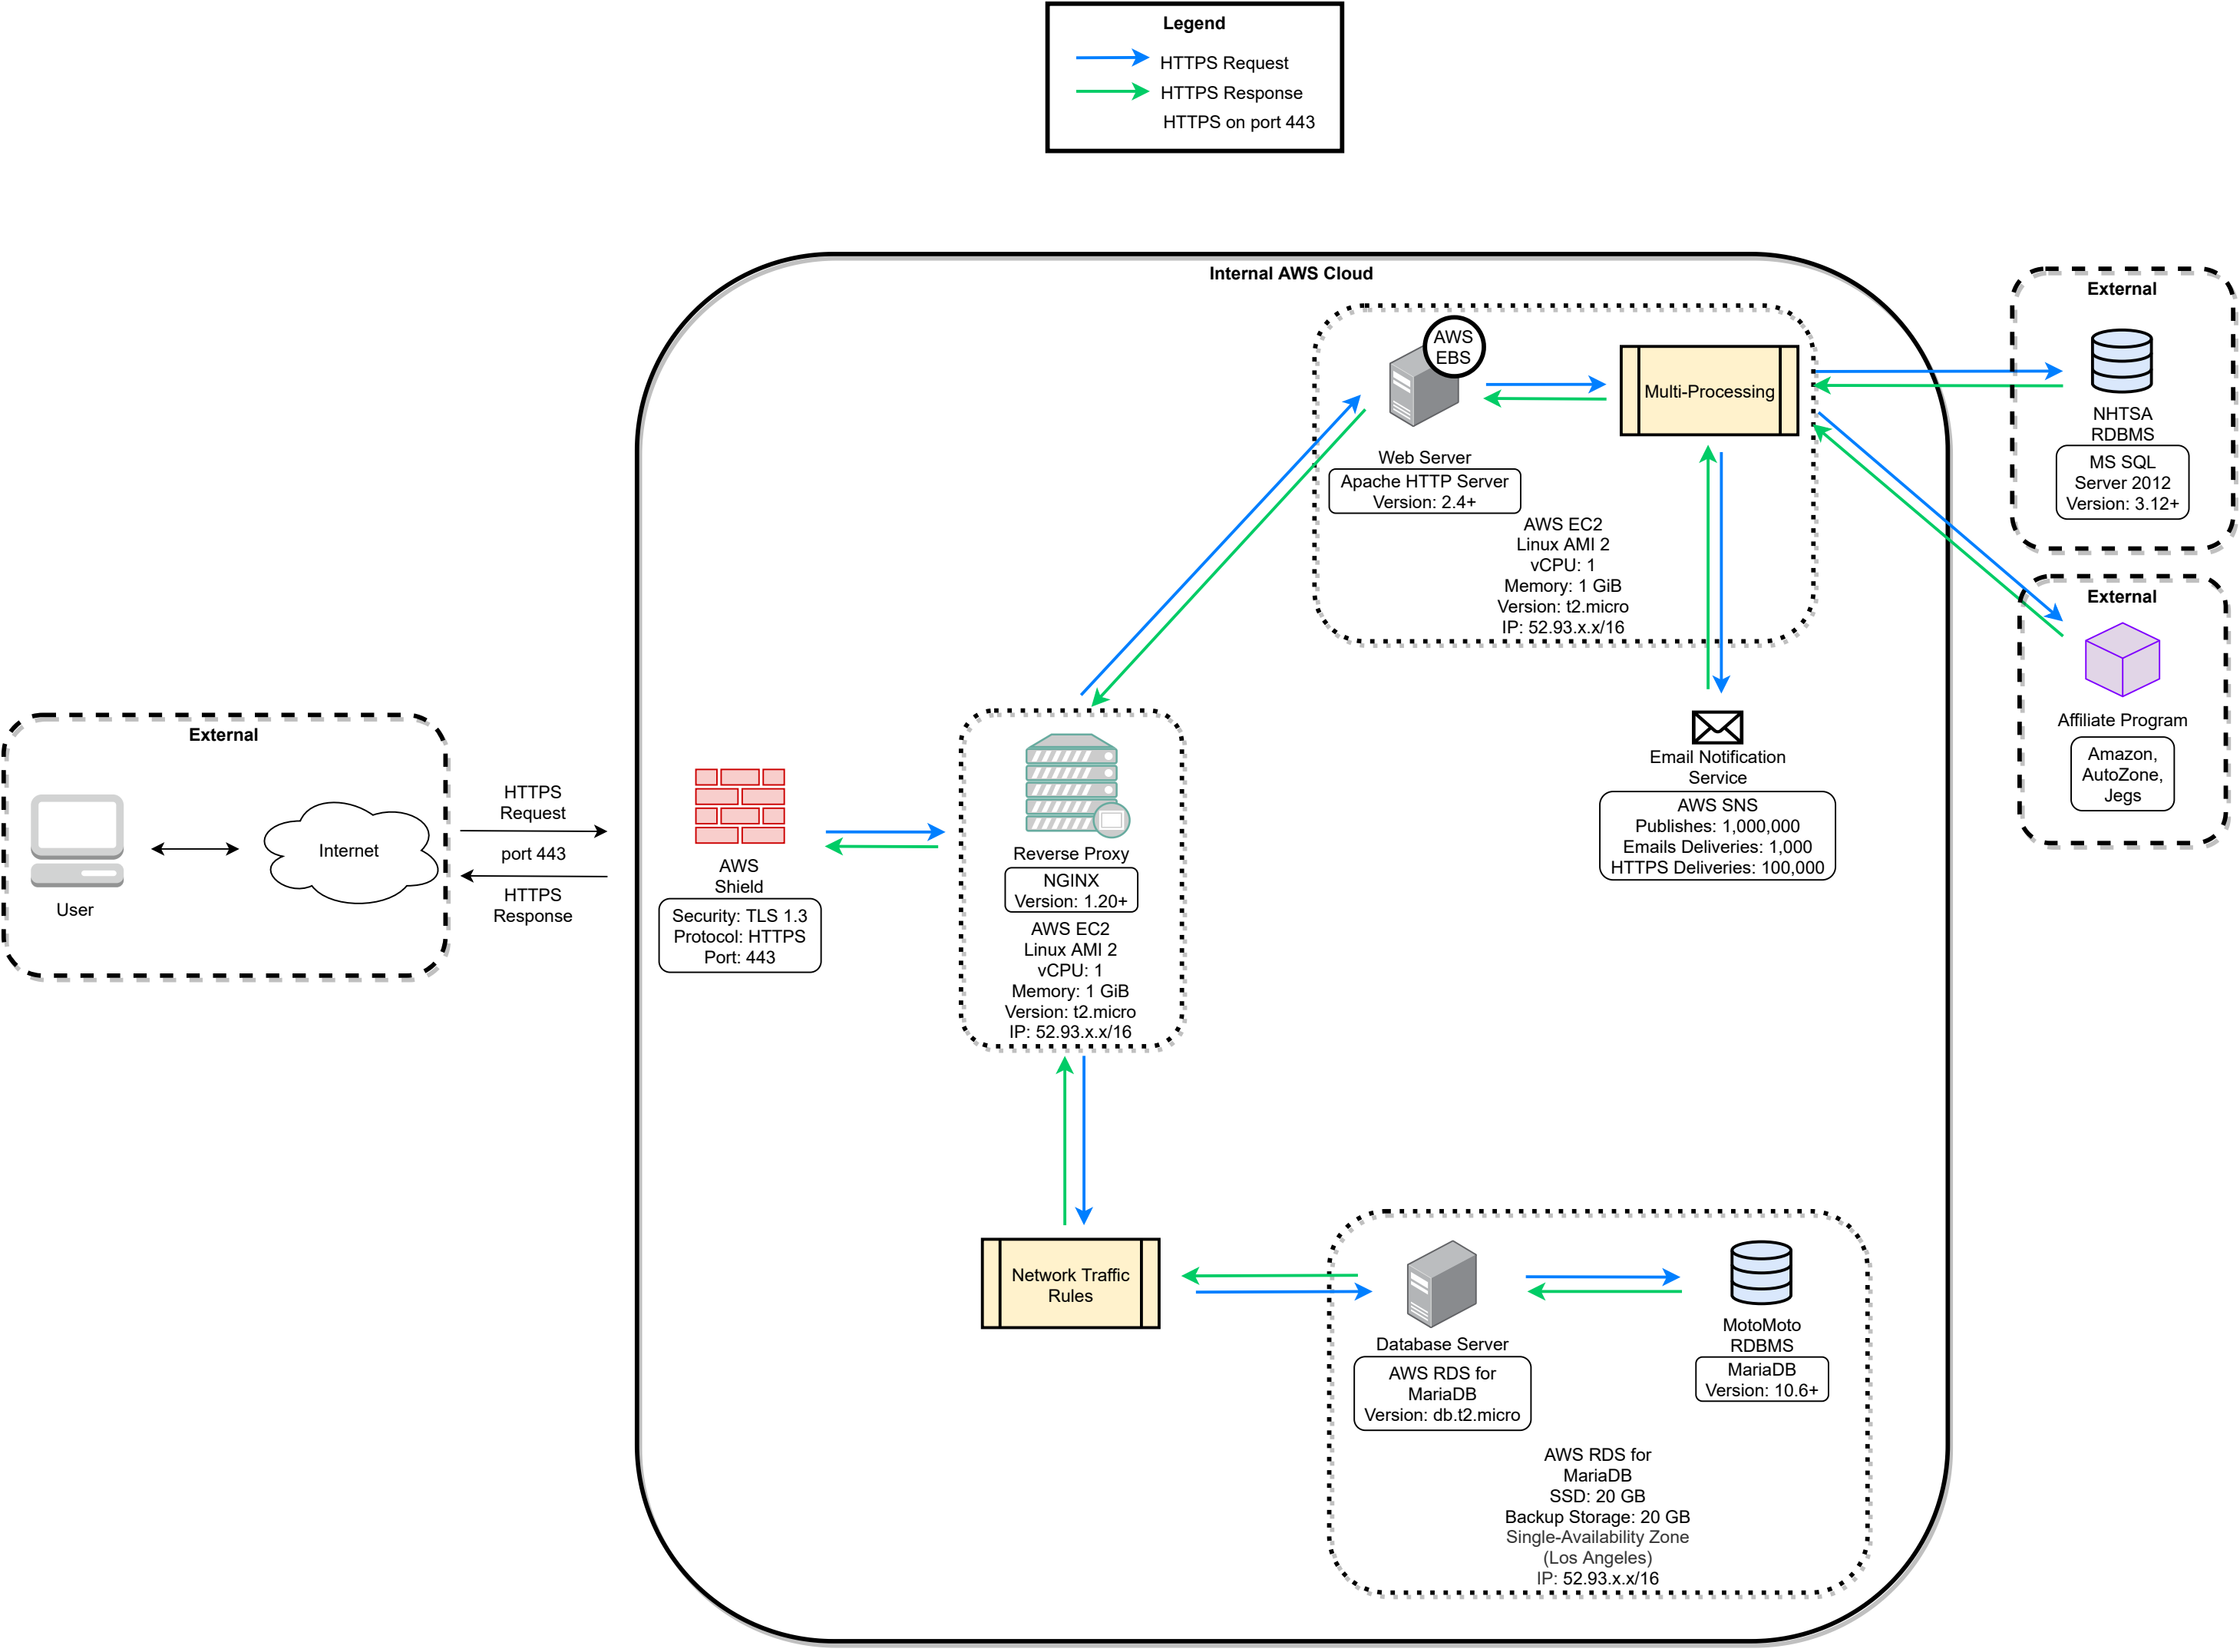 Legend
HTTPS Request
HTTPS Response
HTTPS on port 443
Internal AWS Cloud
External
User
Internet
HTTPS
Request
port 443
HTTPS
Response
AWS
Shield
Security: TLS 1.3
Protocol: HTTPS
Port: 443
Reverse Proxy
NGINX
Version: 1.20+
AWS EC2
Linux AMI 2
vCPU: 1
Memory: 1 GiB
Version: t2.micro
IP: 52.93.x.x/16
AWS
EBS
Web Server
Apache HTTP Server
Version: 2.4+
Multi-Processing
AWS EC2
Linux AMI 2
vCPU: 1
Memory: 1 GiB
Version: t2.micro
IP: 52.93.x.x/16
Email Notification
Service
AWS SNS
Publishes: 1,000,000
Emails Deliveries: 1,000
HTTPS Deliveries: 100,000
External
NHTSA
RDBMS
MS SQL
Server 2012
Version: 3.12+
External
Affiliate Program
Amazon,
AutoZone,
Jegs
Network Traffic
Rules
Database Server
AWS RDS for
MariaDB
Version: db.t2.micro
MotoMoto
RDBMS
MariaDB
Version: 10.6+
AWS RDS for
MariaDB
SSD: 20 GB
Backup Storage: 20 GB
Single-Availability Zone
(Los Angeles)
IP: 52.93.x.x/16